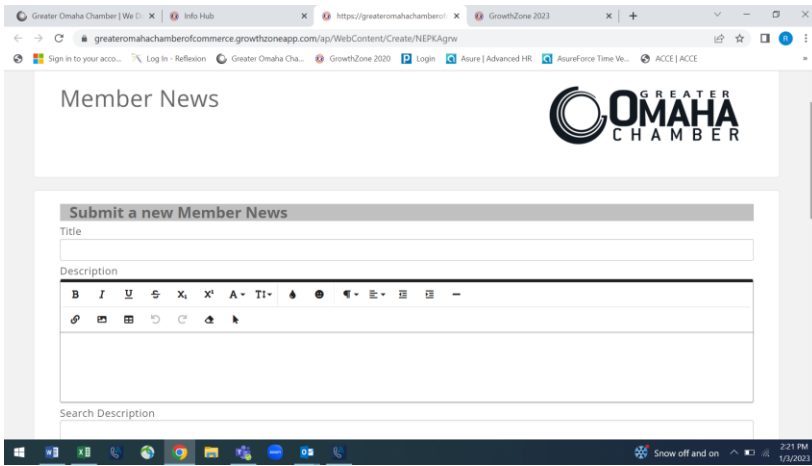 Greater Omaha Chamber | We D
Info Hub
https://greateromahachamberof
GrowthZone 2023
greateromahachamberofcommerce.growthzoneapp.com/ap/WebContent/Create/NEPKAgrw
R
Sign in to your acco...
Log In - Reflexion
Greater Omaha Cha...
GrowthZone 2020
Login
Asure | Advanced HR
AsureForce Time Ve...
ACCE | ACCE
Member News
GREATER
OMAHA
CHAMBER
Submit a new Member News
Title
Description
B I U S X₁ X² A T
Search Description
Snow off and on
2:21 PM
1/3/2023